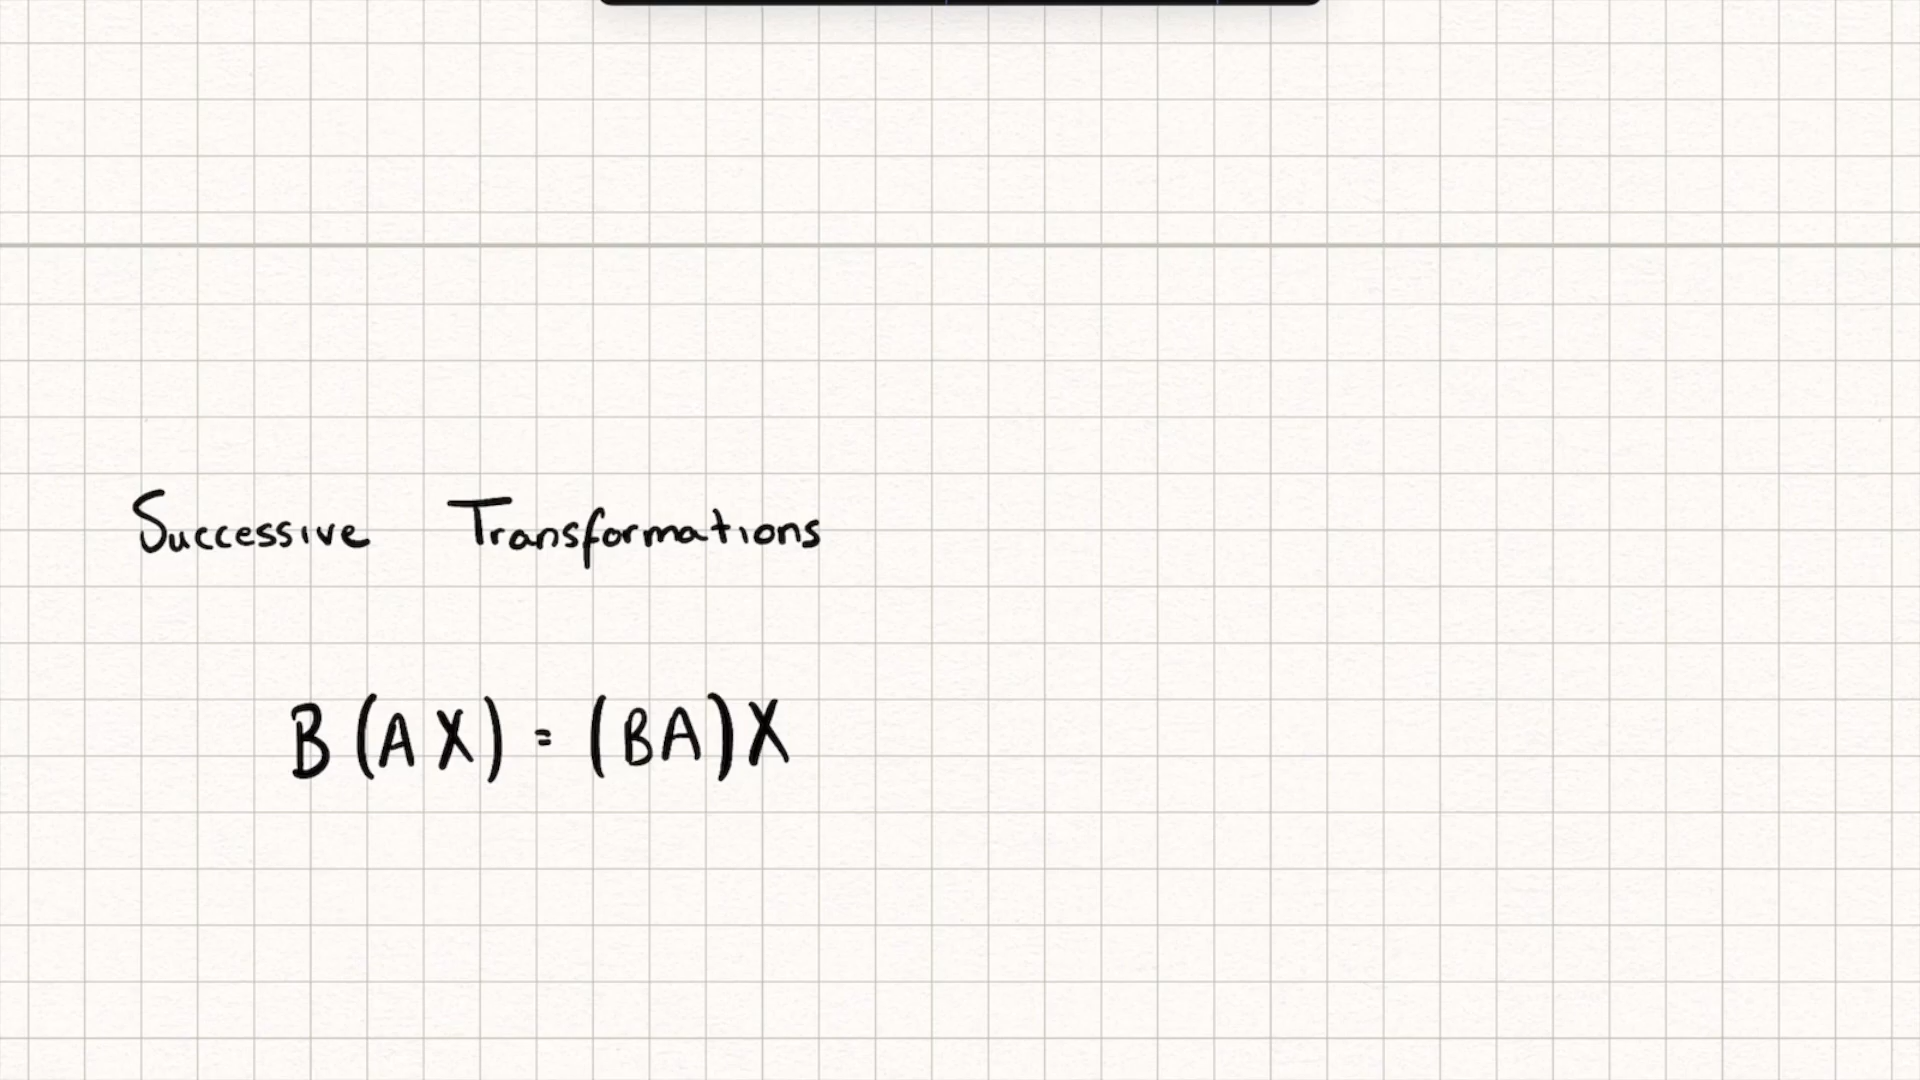 Successive Transformations
B(AX) = (BA)X